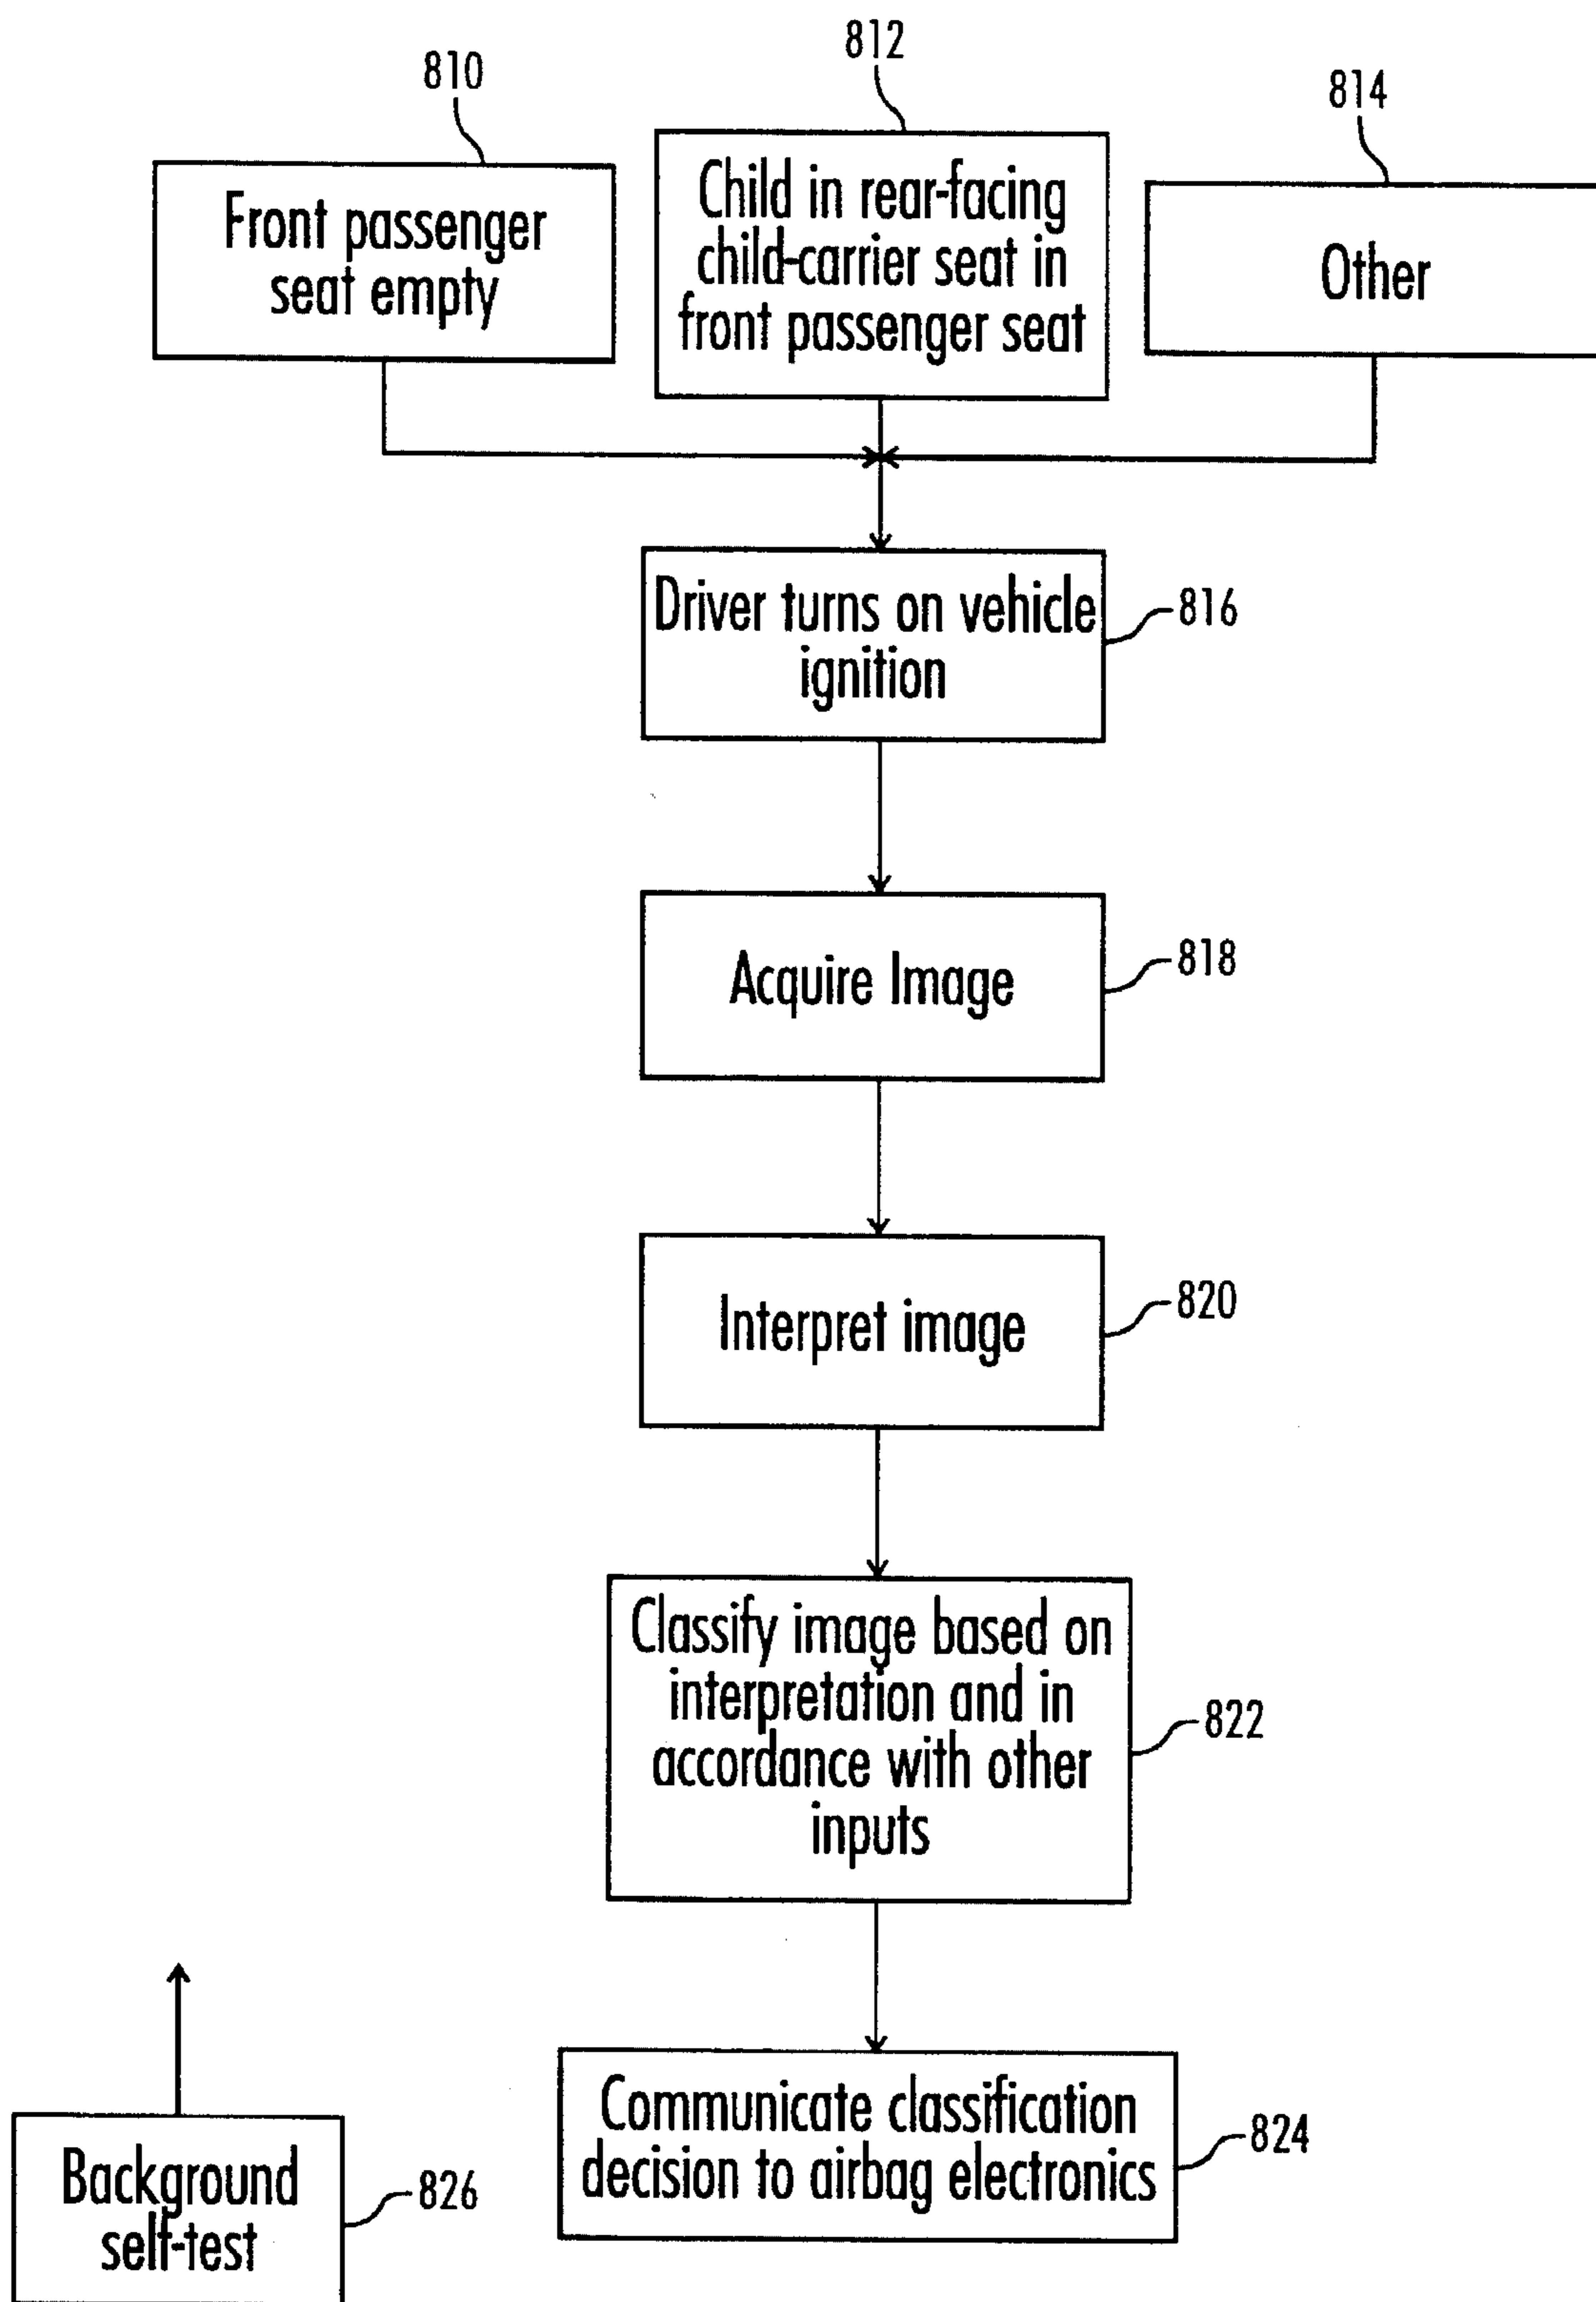 810
812
814
Front passenger
seat empty
Child in rear-facing
child-carrier seat in
front passenger seat
Other
Driver turns on vehicle
ignition
816
Acquire Image
818
Interpret image
820
Classify image based on
interpretation and in
accordance with other
inputs
822
Communicate classification
decision to airbag electronics
824
Background
self-test
826